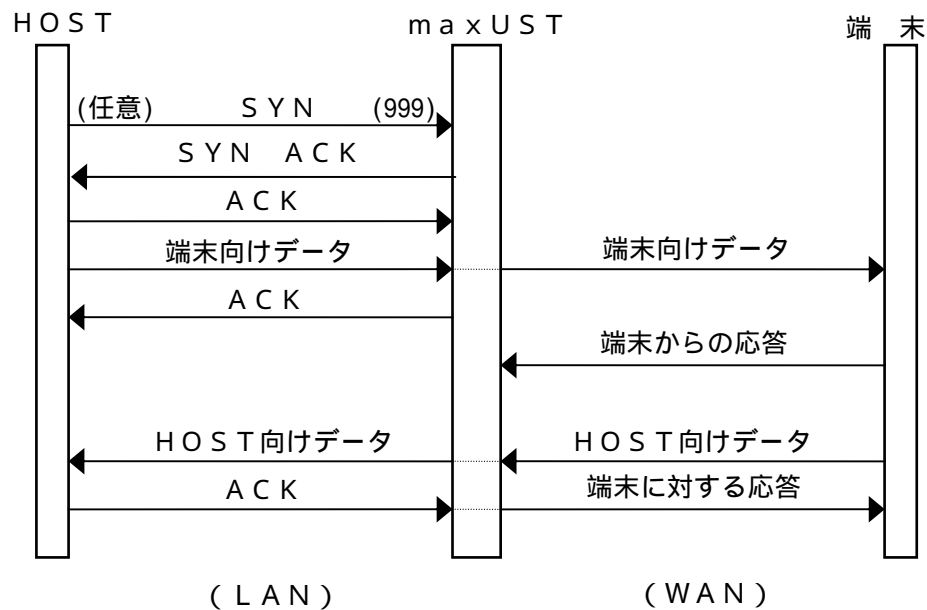 ＨＯＳＴ ｍａｘＵＳＴ 端　末
(任意) ＳＹＮ (999)
ＳＹＮ　ＡＣＫ
ＡＣＫ
端末向けデータ 端末向けデータ
ＡＣＫ
端末からの応答
ＨＯＳＴ向けデータ ＨＯＳＴ向けデータ
ＡＣＫ 端末に対する応答
（ＬＡＮ） （ＷＡＮ）